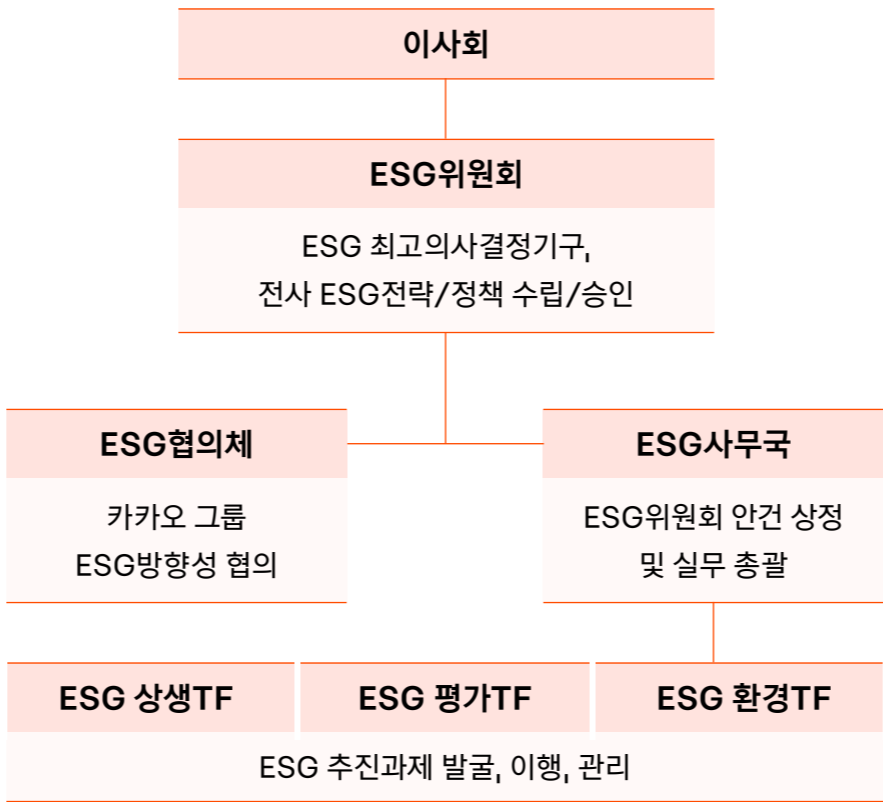 이사회
ESG위원회
ESG 최고의사결정기구,
전사 ESG전략/정책 수립/승인
ESG협의체
카카오 그룹
ESG방향성 협의
ESG사무국
ESG위원회 안건 상정
및 실무 총괄
ESG 상생TF
ESG 평가TF
ESG 환경TF
ESG 추진과제 발굴, 이행, 관리